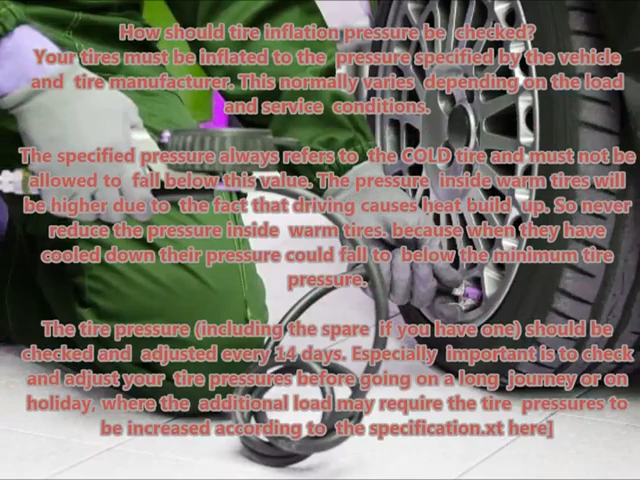 How should tire inflation pressure be checked?
Your tires must be inflated to the pressure specified by the vehicle
and tire manufacturer. This normally varies depending on the load
and service conditions.
The specified pressure always refers to the COLD tire and must not be
allowed to fall below this value. The pressure inside warm tires will
be higher due to the fact that driving causes heat build up. So never
reduce the pressure inside warm tires. because when they have
cooled down their pressure could fall to below the minimum tire
pressure.
The tire pressure (including the spare if you have one) should be
checked and adjusted every 14 days. Especially important is to check
and adjust your tire pressures before going on a long journey or on
holiday, where the additional load may require the tire pressures to
be increased according to the specification.xt here]